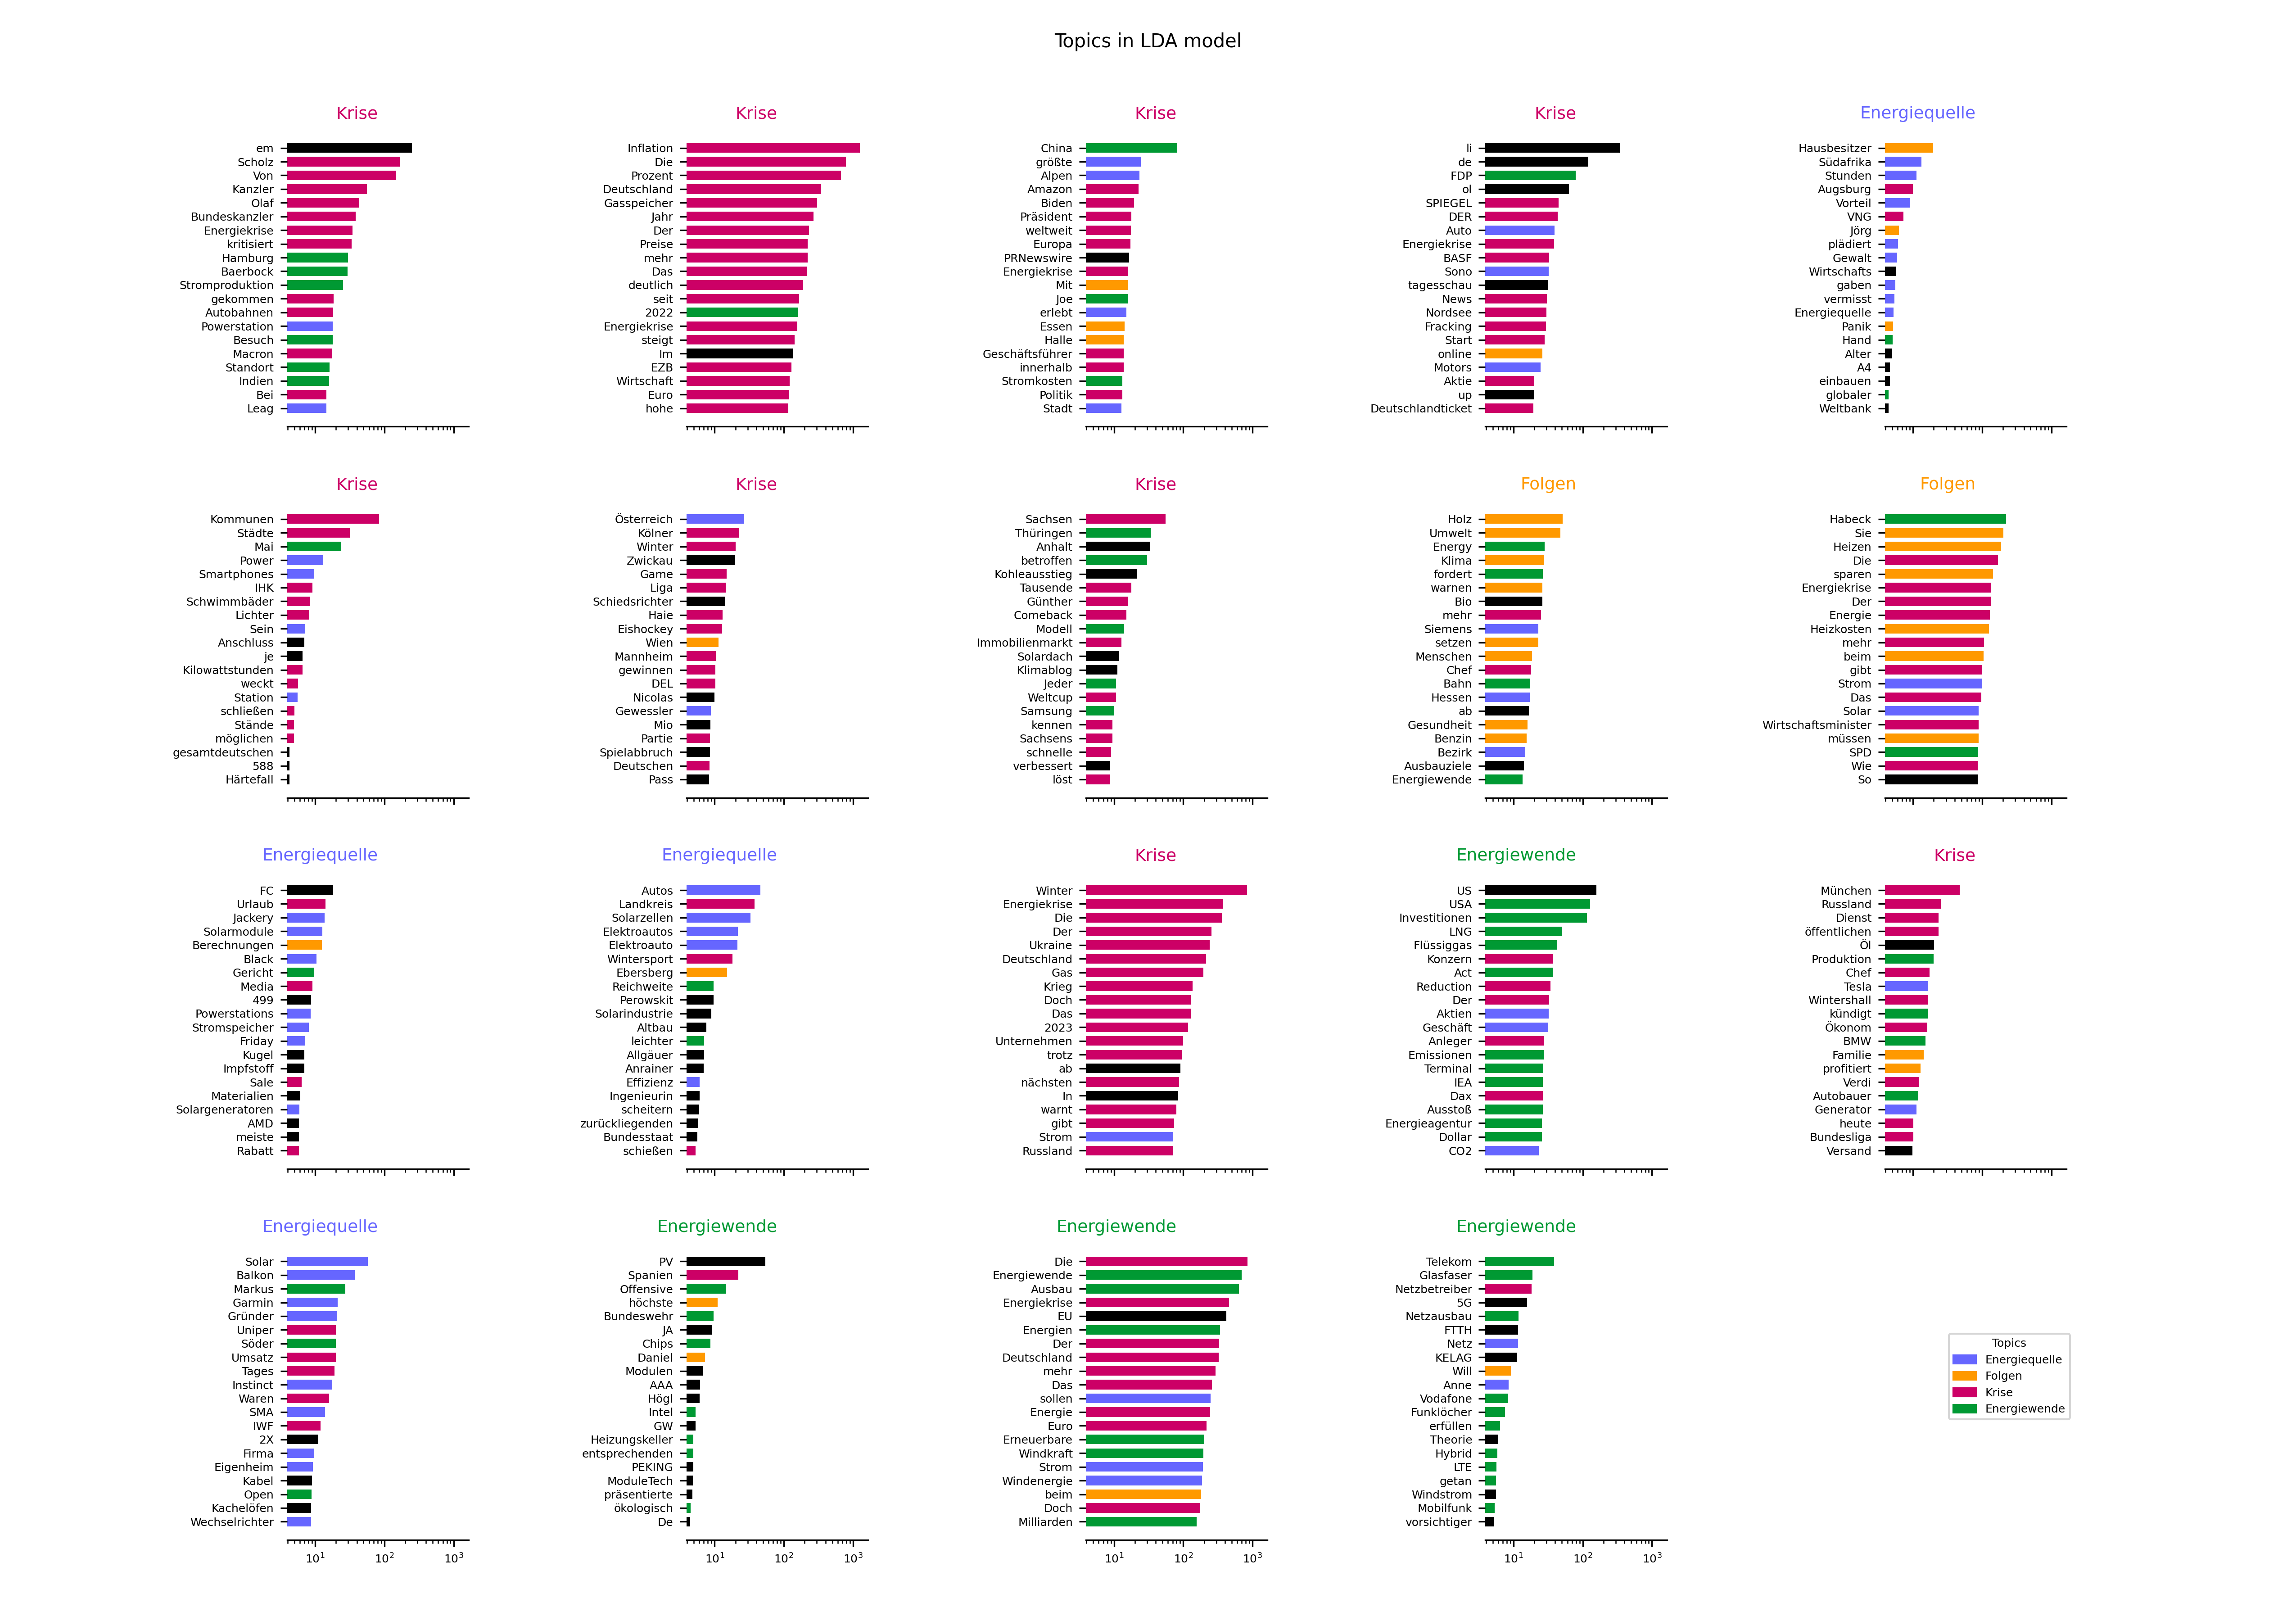 Topics in LDA model
Krise
em
Scholz
Von
Kanzler
Olaf
Bundeskanzler
Energiekrise
kritisiert
Hamburg
Baerbock
Stromproduktion
gekommen
Autobahnen
Powerstation
Besuch
Macron
Standort
Indien
Bei
Leag
Krise
Inflation
Die
Prozent
Deutschland
Gasspeicher
Jahr
Der
Preise
mehr
Das
deutlich
seit
2022
Energiekrise
steigt
Im
EZB
Wirtschaft
Euro
hohe
Krise
China
größte
Alpen
Amazon
Biden
Präsident
weltweit
Europa
PRNewswire
Energiekrise
Mit
Joe
erlebt
Essen
Halle
Geschäftsführer
innerhalb
Stromkosten
Politik
Stadt
Krise
li
de
FDP
ol
SPIEGEL
DER
Auto
Energiekrise
BASF
Sono
tagesschau
News
Nordsee
Fracking
Start
online
Motors
Aktie
up
Deutschlandticket
Energiequelle
Hausbesitzer
Südafrika
Stunden
Augsburg
Vorteil
VNG
Jörg
plädiert
Gewalt
Wirtschafts
gaben
vermisst
Energiequelle
Panik
Hand
Alter
A4
einbauen
globaler
Weltbank
Krise
Kommunen
Städte
Mai
Power
Smartphones
IHK
Schwimmbäder
Lichter
Sein
Anschluss
je
Kilowattstunden
weckt
Station
schließen
Stände
möglichen
gesamtdeutschen
588
Härtefall
Krise
Österreich
Kölner
Winter
Zwickau
Game
Liga
Schiedsrichter
Haie
Eishockey
Wien
Mannheim
gewinnen
DEL
Nicolas
Gewessler
Mio
Partie
Spielabbruch
Deutschen
Pass
Krise
Sachsen
Thüringen
Anhalt
betroffen
Kohleausstieg
Tausende
Günther
Comeback
Modell
Immobilienmarkt
Solardach
Klimablog
Jeder
Weltcup
Samsung
kennen
Sachsens
schnelle
verbessert
löst
Folgen
Holz
Umwelt
Energy
Klima
fordert
warnen
Bio
mehr
Siemens
setzen
Menschen
Chef
Bahn
Hessen
ab
Gesundheit
Benzin
Bezirk
Ausbauziele
Energiewende
Folgen
Habeck
Sie
Heizen
Die
sparen
Energiekrise
Der
Energie
Heizkosten
mehr
beim
gibt
Strom
Das
Solar
Wirtschaftsminister
müssen
SPD
Wie
So
Energiequelle
FC
Urlaub
Jackery
Solarmodule
Berechnungen
Black
Gericht
Media
499
Powerstations
Stromspeicher
Friday
Kugel
Impfstoff
Sale
Materialien
Solargeneratoren
AMD
meiste
Rabatt
Energiequelle
Autos
Landkreis
Solarzellen
Elektroautos
Elektroauto
Wintersport
Ebersberg
Reichweite
Perowskit
Solarindustrie
Altbau
leichter
Allgäuer
Anrainer
Effizienz
Ingenieurin
scheitern
zurückliegenden
Bundesstaat
schießen
Krise
Winter
Energiekrise
Die
Der
Ukraine
Deutschland
Gas
Krieg
Doch
Das
2023
Unternehmen
trotz
ab
nächsten
In
warnt
gibt
Strom
Russland
Energiewende
US
USA
Investitionen
LNG
Flüssiggas
Konzern
Act
Reduction
Der
Aktien
Geschäft
Anleger
Emissionen
Terminal
IEA
Dax
Ausstoß
Energieagentur
Dollar
CO2
Krise
München
Russland
Dienst
öffentlichen
Öl
Produktion
Chef
Tesla
Wintershall
kündigt
Ökonom
BMW
Familie
profitiert
Verdi
Autobauer
Generator
heute
Bundesliga
Versand
Energiequelle
Solar
Balkon
Markus
Garmin
Gründer
Uniper
Söder
Umsatz
Tages
Instinct
Waren
SMA
IWF
2X
Firma
Eigenheim
Kabel
Open
Kachelöfen
Wechselrichter
10¹ 10² 10³
Energiewende
PV
Spanien
Offensive
höchste
Bundeswehr
JA
Chips
Daniel
Modulen
AAA
Högl
Intel
GW
Heizungskeller
entsprechenden
PEKING
ModuleTech
präsentierte
ökologisch
De
10¹ 10² 10³
Energiewende
Die
Energiewende
Ausbau
Energiekrise
EU
Energien
Der
Deutschland
mehr
Das
sollen
Energie
Euro
Erneuerbare
Windkraft
Strom
Windenergie
beim
Doch
Milliarden
10¹ 10² 10³
Energiewende
Telekom
Glasfaser
Netzbetreiber
5G
Netzausbau
FTTH
Netz
KELAG
Will
Anne
Vodafone
Funklöcher
erfüllen
Theorie
Hybrid
LTE
getan
Windstrom
Mobilfunk
vorsichtiger
10¹ 10² 10³
Topics
Energiequelle
Folgen
Krise
Energiewende